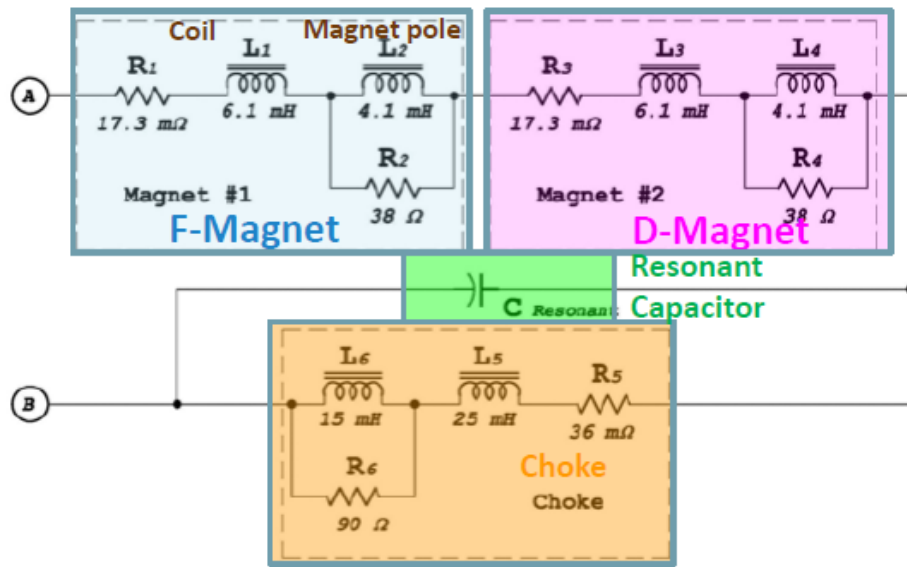 Coil Magnet pole
L1 L2 L3 L4
A R1 R3
6.1 mH 4.1 mH 6.1 mH 4.1 mH
17.3 mΩ 17.3 mΩ
R2 R4
Magnet #1 Magnet #2
38 Ω 38 Ω
F-Magnet D-Magnet
Resonant
C Resonant Capacitor
L6 L5
R5
B
15 mH 25 mH
36 mΩ
R6 Choke
Choke
90 Ω